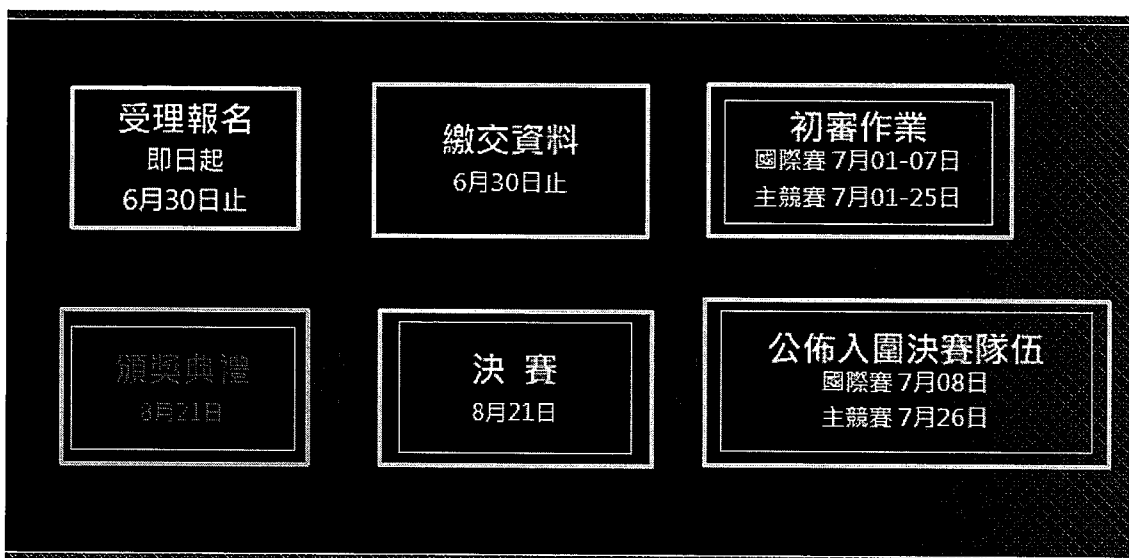 受理報名
即日起
6月30日止
繳交資料
6月30日止
初審作業
國際賽 7月01-07日
主競賽 7月01-25日
頒獎典禮
8月21日
決 賽
8月21日
公佈入圍決賽隊伍
國際賽 7月08日
主競賽 7月26日